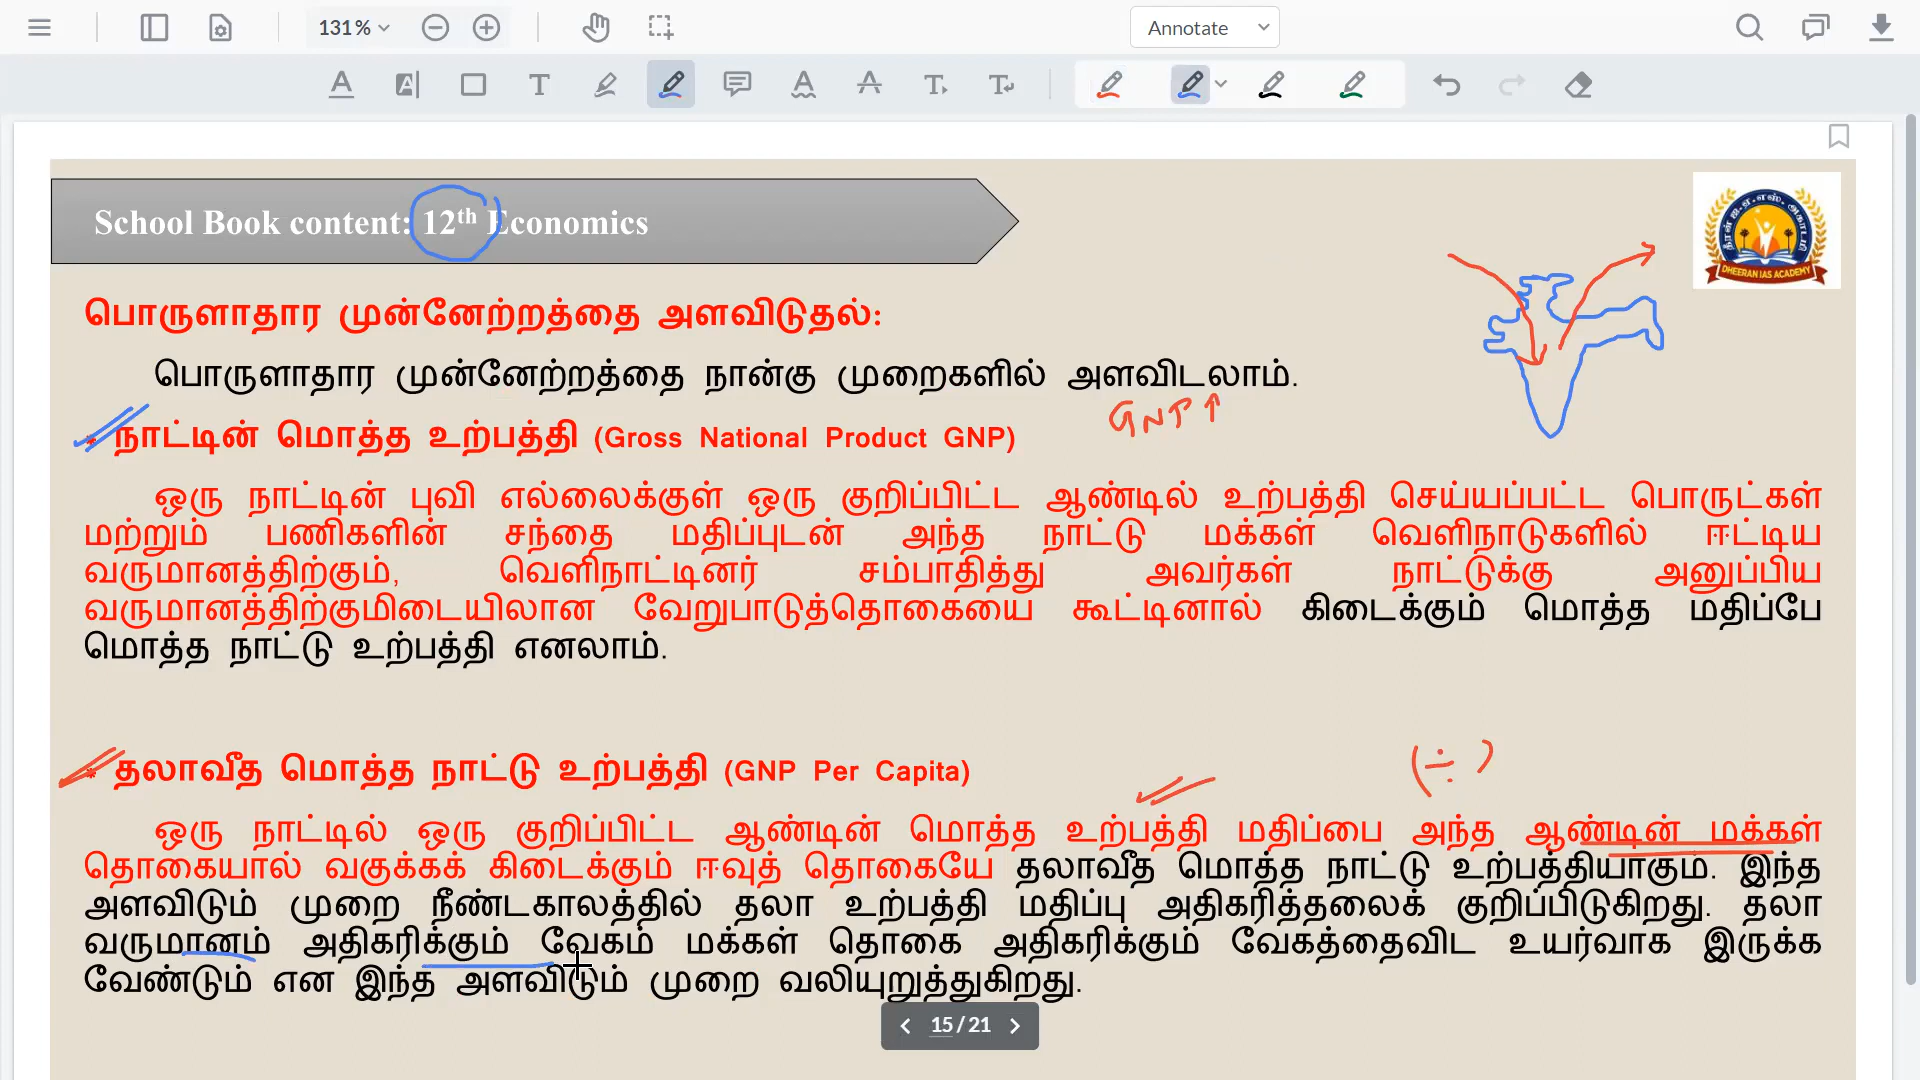 131%
Annotate
School Book content: 12th Economics
DHEERAN IAS ACADEMY
பொருளாதார முன்னேற்றத்தை அளவிடுதல்:
பொருளாதார முன்னேற்றத்தை நான்கு முறைகளில் அளவிடலாம்.
GNP↑
* நாட்டின் மொத்த உற்பத்தி (Gross National Product GNP)
ஒரு நாட்டின் புவி எல்லைக்குள் ஒரு குறிப்பிட்ட ஆண்டில் உற்பத்தி செய்யப்பட்ட பொருட்கள்
மற்றும் பணிகளின் சந்தை மதிப்புடன் அந்த நாட்டு மக்கள் வெளிநாடுகளில் ஈட்டிய
வருமானத்திற்கும், வெளிநாட்டினர் சம்பாதித்து அவர்கள் நாட்டுக்கு அனுப்பிய
வருமானத்திற்குமிடையிலான வேறுபாடுத்தொகையை கூட்டினால் கிடைக்கும் மொத்த மதிப்பே
மொத்த நாட்டு உற்பத்தி எனலாம்.
(÷)
* தலாவீத மொத்த நாட்டு உற்பத்தி (GNP Per Capita)
ஒரு நாட்டில் ஒரு குறிப்பிட்ட ஆண்டின் மொத்த உற்பத்தி மதிப்பை அந்த ஆண்டின் மக்கள்
தொகையால் வகுக்கக் கிடைக்கும் ஈவுத் தொகையே தலாவீத மொத்த நாட்டு உற்பத்தியாகும். இந்த
அளவிடும் முறை நீண்டகாலத்தில் தலா உற்பத்தி மதிப்பு அதிகரித்தலைக் குறிப்பிடுகிறது. தலா
வருமானம் அதிகரிக்கும் வேகம் மக்கள் தொகை அதிகரிக்கும் வேகத்தைவிட உயர்வாக இருக்க
வேண்டும் என இந்த அளவிடும் முறை வலியுறுத்துகிறது.
15/21